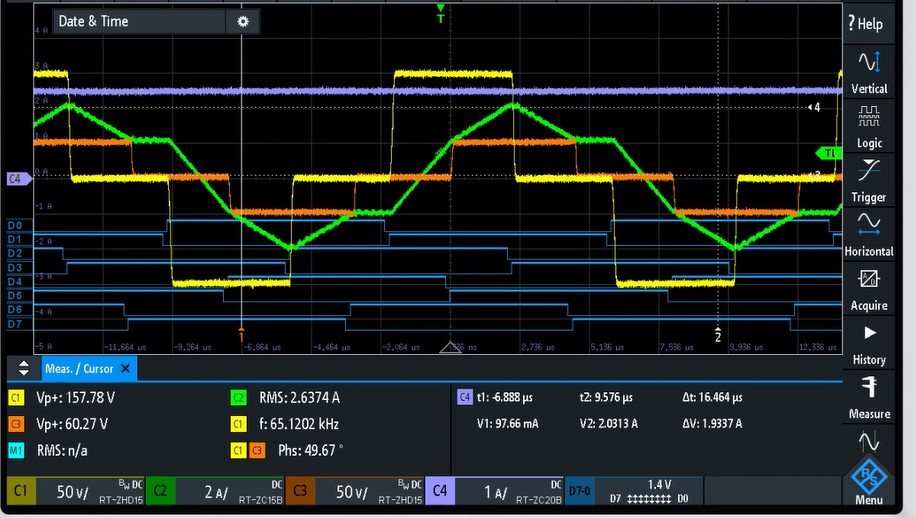 Date & Time
T
? Help
4 A
3 A
2 A
1 A
0 A
-1 A
-2 A
-3 A
-4 A
-5 A
C4
4
TL
3
D0
D1
D2
D3
D4
D5
D6
D7
1
2
-11,664 µs
-9,264 µs
-6,864 µs
-4,464 µs
-2,064 µs
2,736 µs
5,136 µs
7,536 µs
9,936 µs
12,336 µs
Vertical
Logic
Trigger
Horizontal
Acquire
History
Measure
R&S
Menu
Meas. / Cursor ×
C1 Vp+: 157.78 V
C2 RMS: 2.6374 A
C4 t1: -6.888 µs t2: 9.576 µs Δt: 16.464 µs
C3 Vp+: 60.27 V
C1 f: 65.1202 kHz
V1: 97.66 mA V2: 2.0313 A ΔV: 1.9337 A
M1 RMS: n/a
C1 C3 Phs: 49.67 °
C1 50 V/ BW DC RT-ZHD15
C2 2 A/ DC RT-ZC15B
C3 50 V/ BW DC RT-ZHD15
C4 1 A/ DC RT-ZC20B
D7-0 1.4 V D7 D0